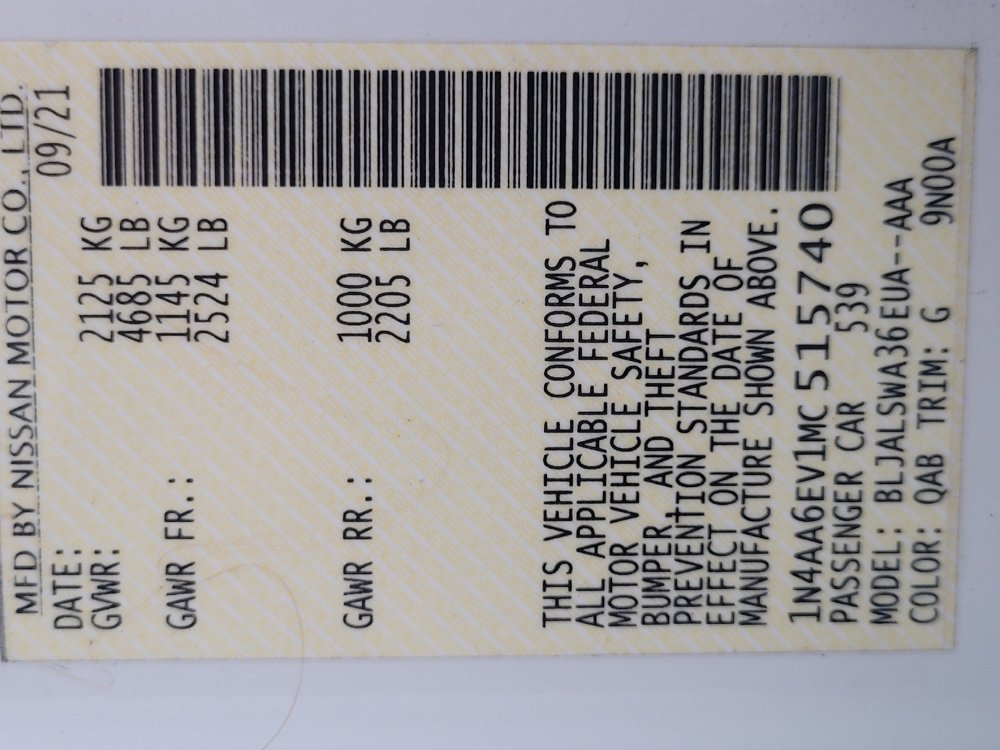 MFD BY NISSAN MOTOR CO., LTD.
DATE: 09/21
GVWR: 2125 KG
4685 LB
GAWR FR.: 1145 KG
2524 LB
GAWR RR.: 1000 KG
2205 LB
THIS VEHICLE CONFORMS TO
ALL APPLICABLE FEDERAL
MOTOR VEHICLE SAFETY,
BUMPER, AND THEFT
PREVENTION STANDARDS IN
EFFECT ON THE DATE OF
MANUFACTURE SHOWN ABOVE.
1N4AA6EV1MC515740
PASSENGER CAR 539
MODEL: BLJALSWA36EUA--AAA
COLOR: QAB TRIM: G 9N00A